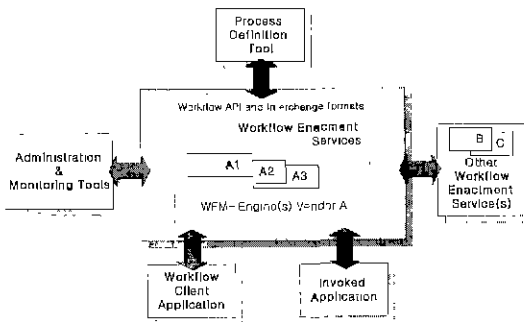 Process Definition
Tool
Workflow API and Interchange formats
Workflow Enactment
Services
Administration
&
Monitoring Tools
A1
A2
A3
WFM- Engine(s) Vendor A
B
C
Other
Workflow
Enactment
Service(s)
Workflow
Client
Application
Invoked
Application